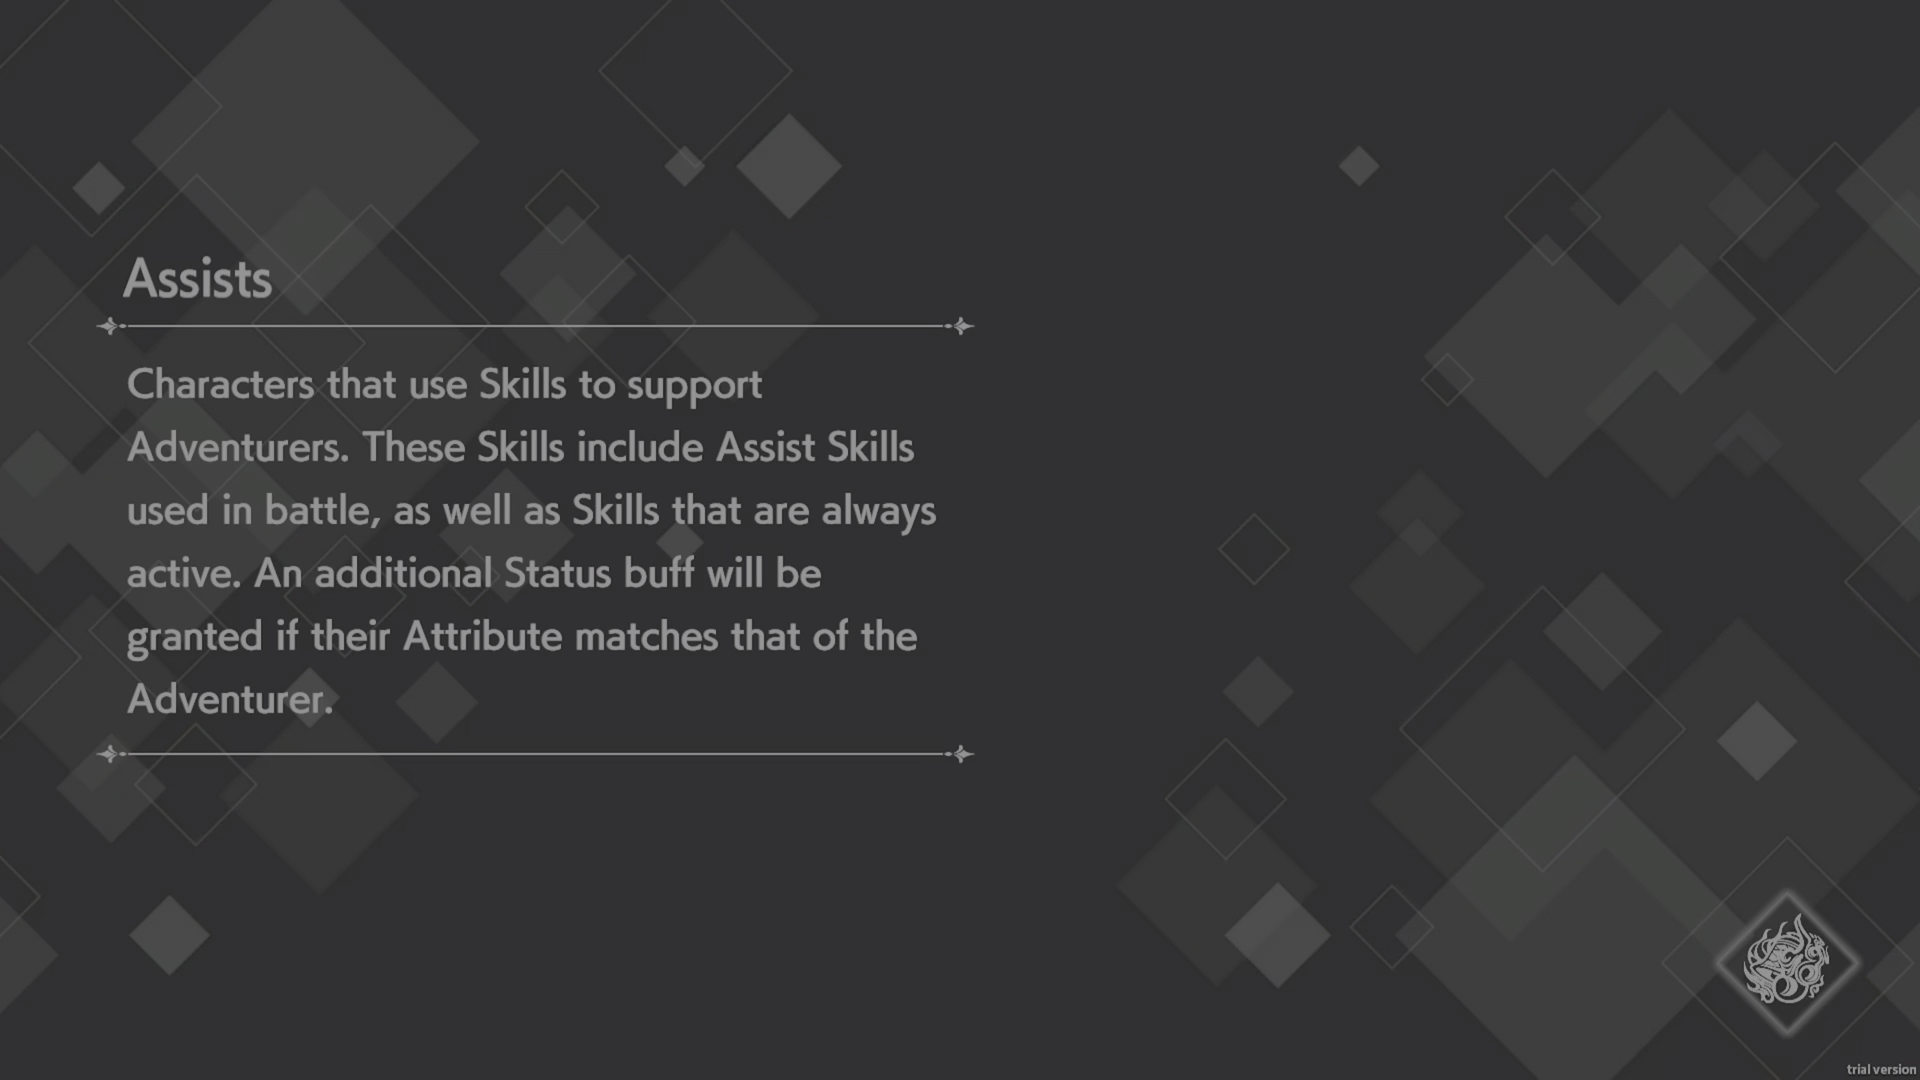 Assists
Characters that use Skills to support
Adventurers. These Skills include Assist Skills
used in battle, as well as Skills that are always
active. An additional Status buff will be
granted if their Attribute matches that of the
Adventurer.
trial version